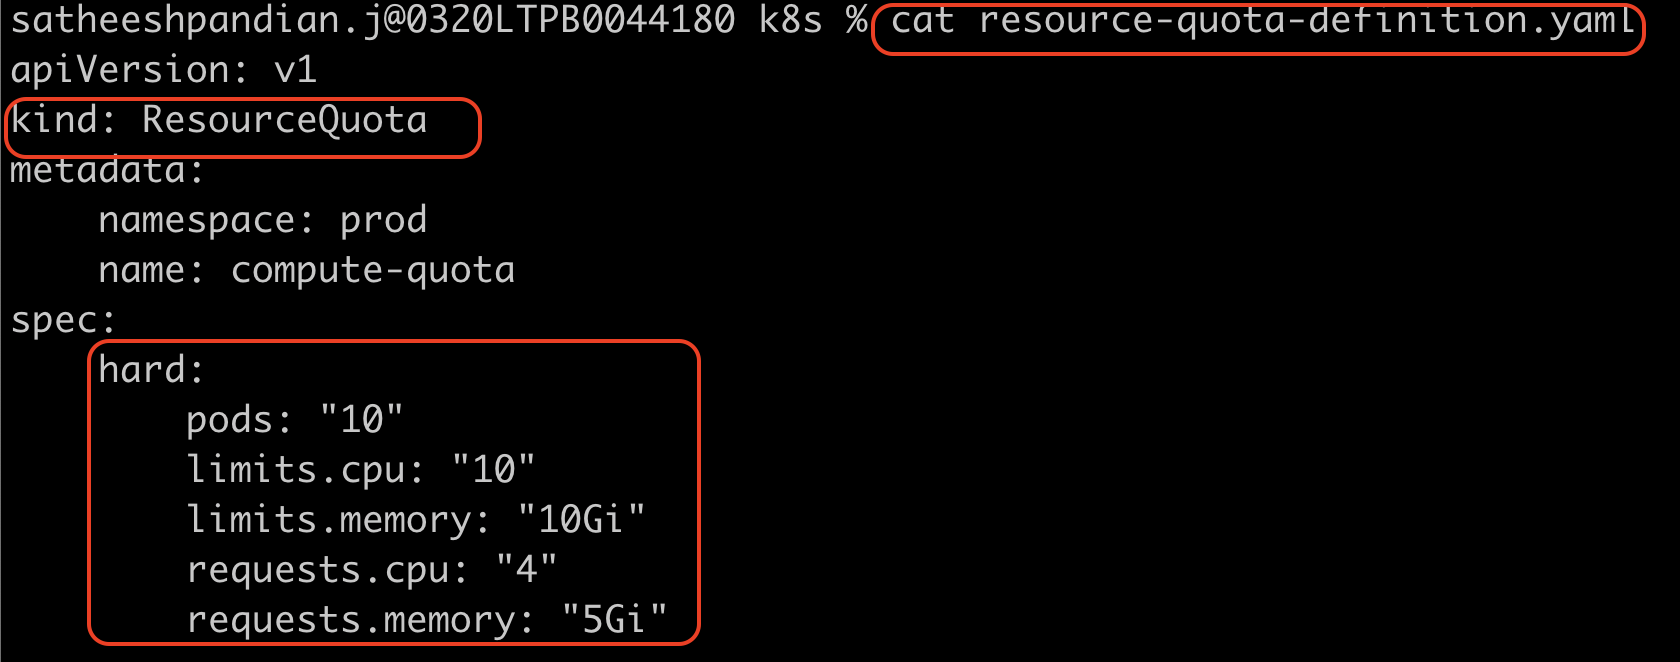 satheeshpandian.j@0320LTPB0044180 k8s % cat resource-quota-definition.yaml
apiVersion: v1
kind: ResourceQuota
metadata:
    namespace: prod
    name: compute-quota
spec:
    hard:
        pods: "10"
        limits.cpu: "10"
        limits.memory: "10Gi"
        requests.cpu: "4"
        requests.memory: "5Gi"